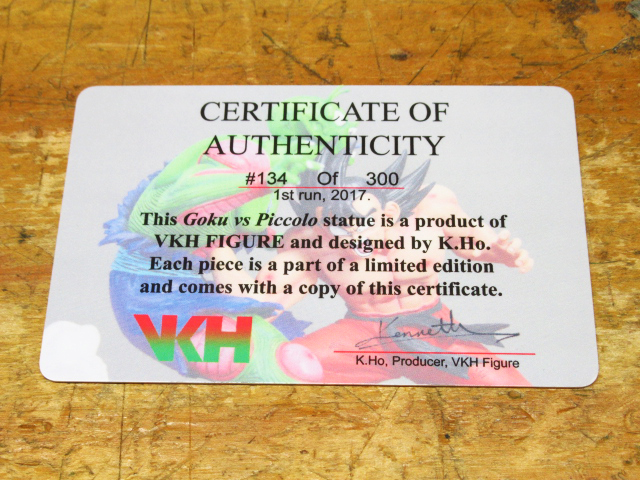 CERTIFICATE OF
AUTHENTICITY
#134 Of 300
1st run, 2017.
This Goku vs Piccolo statue is a product of
VKH FIGURE and designed by K.Ho.
Each piece is a part of a limited edition
and comes with a copy of this certificate.
VKH
Kenneth
K.Ho, Producer, VKH Figure